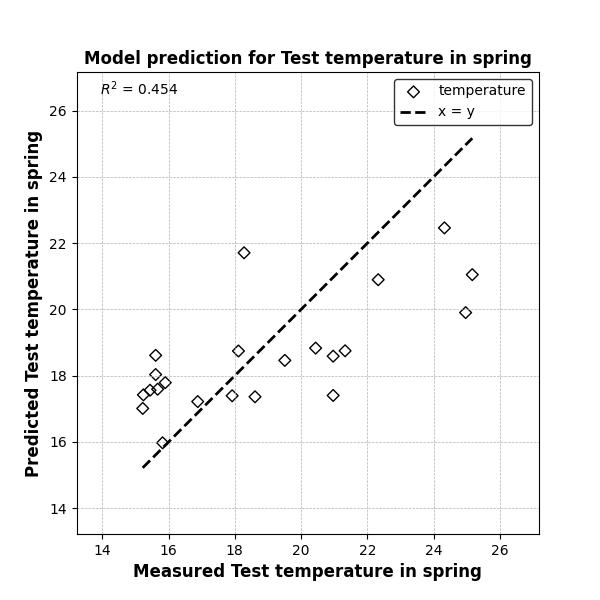 Model prediction for Test temperature in spring
R² = 0.454
temperature
x = y
26
24
22
20
18
16
14
Predicted Test temperature in spring
14 16 18 20 22 24 26
Measured Test temperature in spring